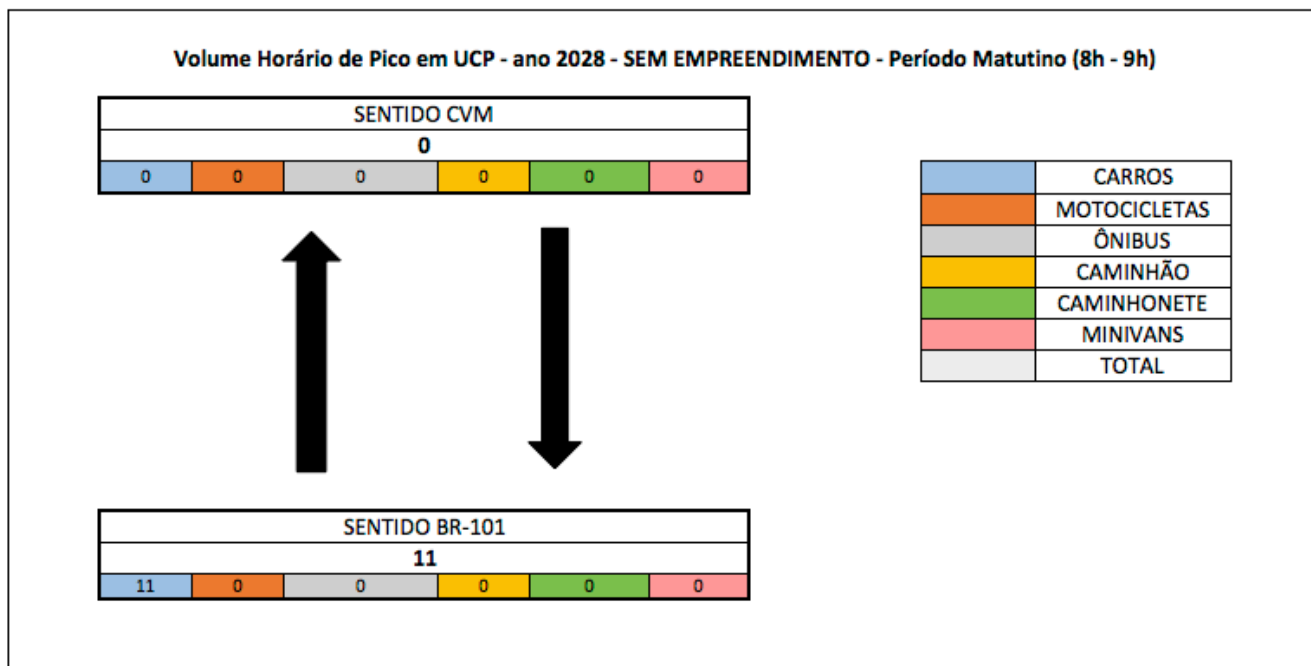 Volume Horário de Pico em UCP - ano 2028 - SEM EMPREENDIMENTO - Período Matutino (8h - 9h)
SENTIDO CVM
0
0 0 0 0 0 0
CARROS
MOTOCICLETAS
ÔNIBUS
CAMINHÃO
CAMINHONETE
MINIVANS
TOTAL
SENTIDO BR-101
11
11 0 0 0 0 0